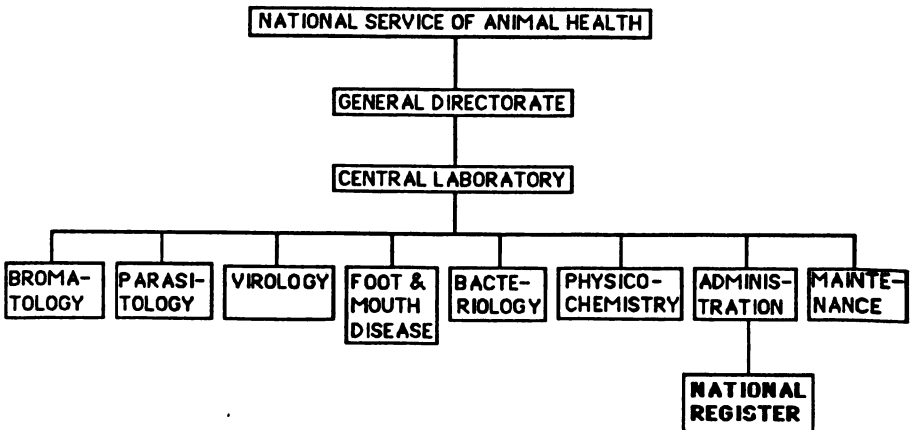 NATIONAL SERVICE OF ANIMAL HEALTH
GENERAL DIRECTORATE
CENTRAL LABORATORY
BROMA-
TOLOGY
PARASI-
TOLOGY
VIROLOGY
FOOT &
MOUTH
DISEASE
BACTE-
RIOLOGY
PHYSICO-
CHEMISTRY
ADMINIS-
TRATION
MAINTE-
NANCE
NATIONAL
REGISTER